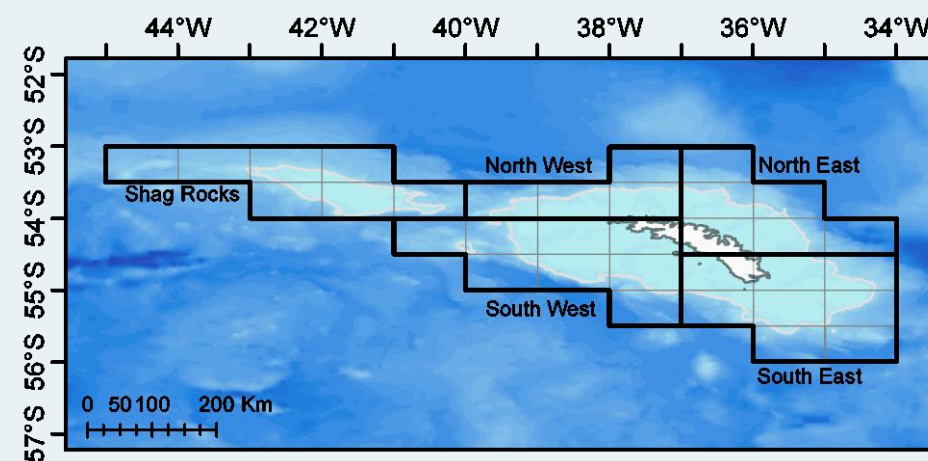 44°W 42°W 40°W 38°W 36°W 34°W
52°S
53°S
North West
North East
Shag Rocks
54°S
55°S
South West
56°S
South East
0 50 100 200 Km
57°S